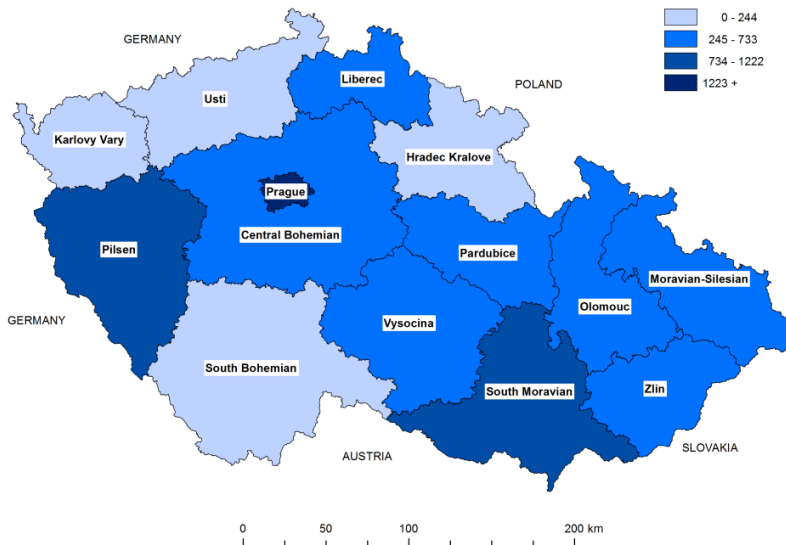 GERMANY
0 - 244
245 - 733
734 - 1222
1223 +
Liberec
POLAND
Usti
Karlovy Vary
Hradec Kralove
Prague
Central Bohemian
Pilsen
Pardubice
Moravian-Silesian
Olomouc
GERMANY
Vysocina
South Bohemian
South Moravian
Zlin
AUSTRIA
SLOVAKIA
0 50 100 200 km